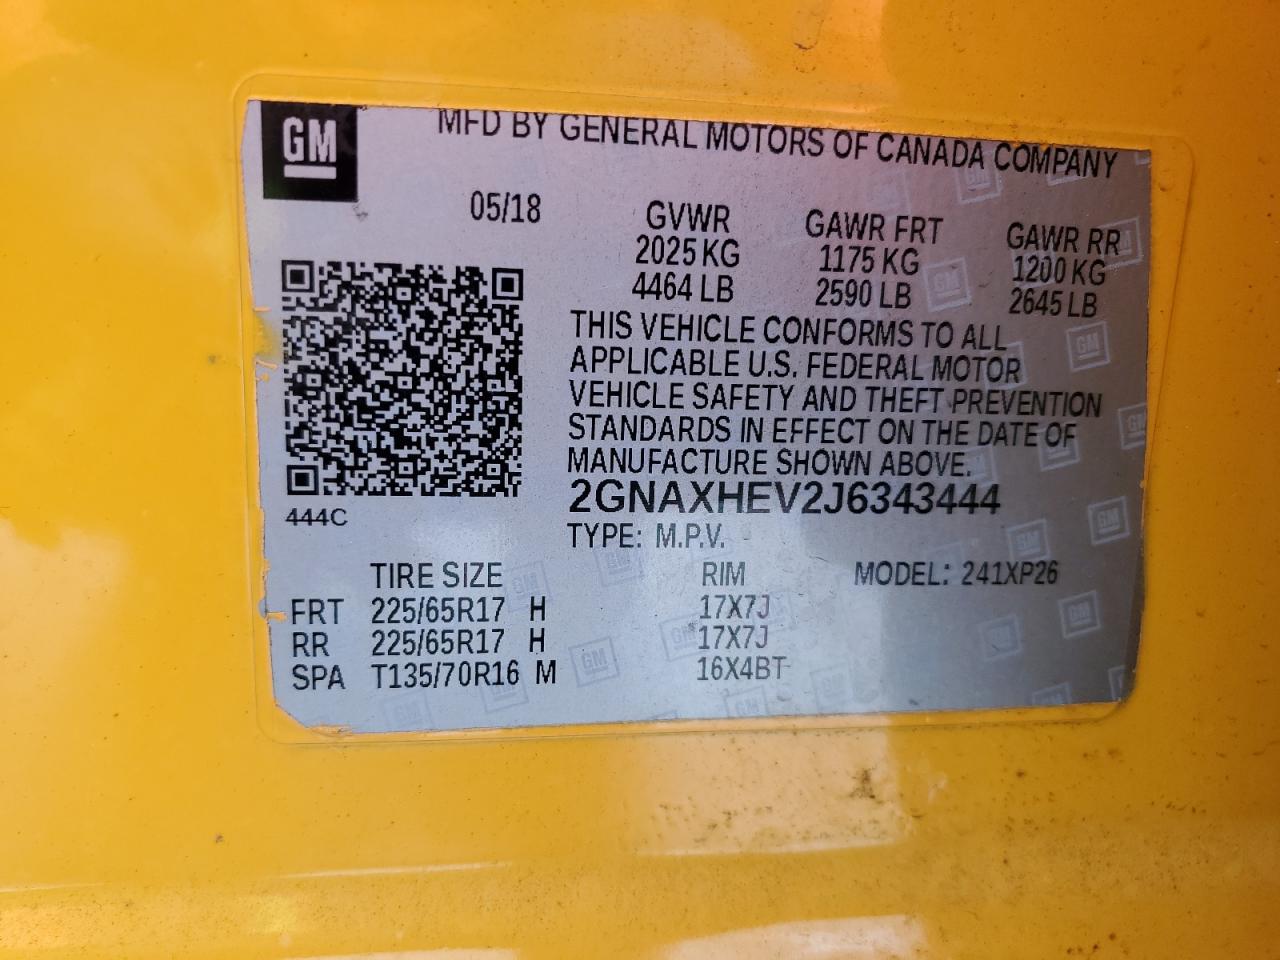 GM
MFD BY GENERAL MOTORS OF CANADA COMPANY
05/18
GVWR GAWR FRT GAWR RR
2025 KG 1175 KG 1200 KG
4464 LB 2590 LB 2645 LB
THIS VEHICLE CONFORMS TO ALL
APPLICABLE U.S. FEDERAL MOTOR
VEHICLE SAFETY AND THEFT PREVENTION
STANDARDS IN EFFECT ON THE DATE OF
MANUFACTURE SHOWN ABOVE.
2GNAXHEV2J6343444
444C
TYPE: M.P.V.
TIRE SIZE RIM MODEL: 241XP26
FRT 225/65R17 H 17X7J
RR 225/65R17 H 17X7J
SPA T135/70R16 M 16X4BT